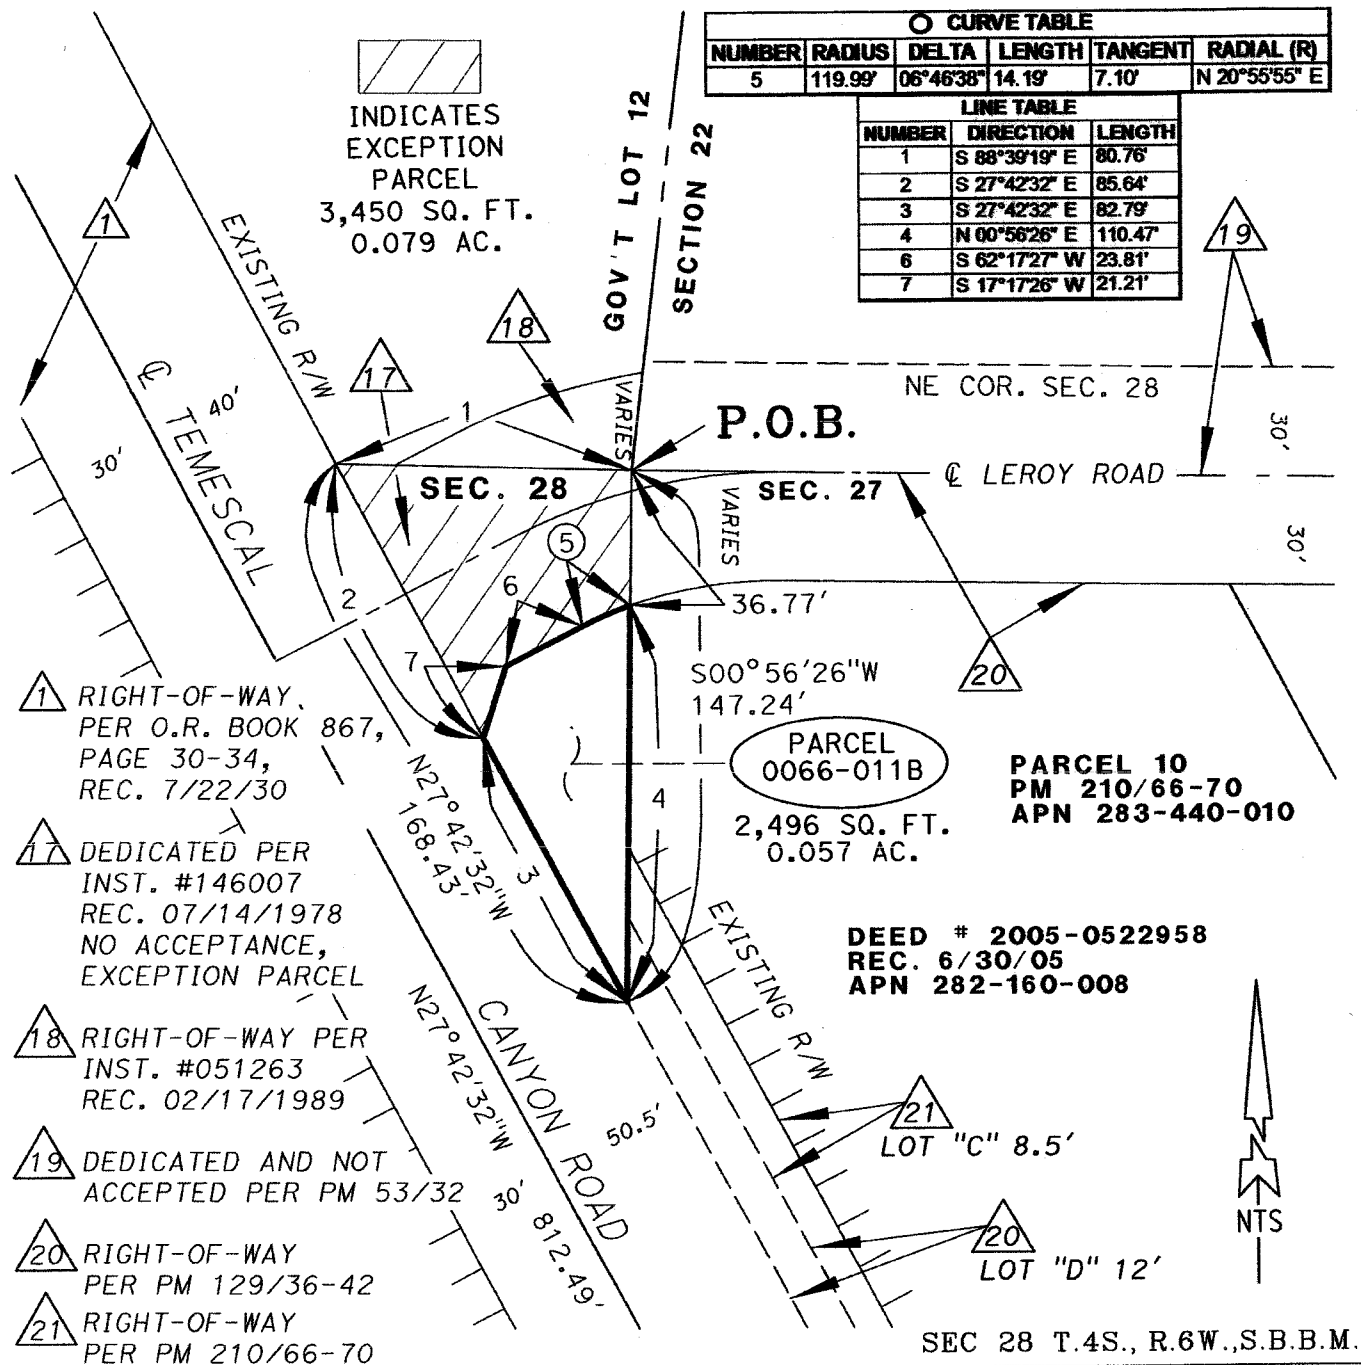 CURVE TABLE
NUMBER RADIUS DELTA LENGTH TANGENT RADIAL (R)
5 119.99' 06°46'38" 14.19' 7.10' N 20°55'55" E
LINE TABLE
NUMBER DIRECTION LENGTH
1 S 88°39'19" E 80.76'
2 S 27°42'32" E 85.64'
3 S 27°42'32" E 82.79'
4 N 00°56'26" E 110.47'
6 S 62°17'27" W 23.81'
7 S 17°17'26" W 21.21'
INDICATES
EXCEPTION
PARCEL
3,450 SQ. FT.
0.079 AC.
GOV'T LOT 12
SECTION 22
1
EXISTING R/W
19
18
17
1
VARIES
NE COR. SEC. 28
P.O.B.
30'
℄ TEMESCAL
40'
30'
SEC. 28
SEC. 27
℄ LEROY ROAD
VARIES
30'
5
6
2
36.77'
7
20
S00°56'26"W
147.24'
PARCEL
0066-011B
2,496 SQ. FT.
0.057 AC.
4
3
N27°42'32"W
168.43'
PARCEL 10
PM 210/66-70
APN 283-440-010
DEED # 2005-0522958
REC. 6/30/05
APN 282-160-008
EXISTING R/W
CANYON ROAD
N27°42'32"W
812.49'
50.5'
30'
21
LOT "C" 8.5'
20
LOT "D" 12'
NTS
1 RIGHT-OF-WAY
PER O.R. BOOK 867,
PAGE 30-34,
REC. 7/22/30
17 DEDICATED PER
INST. #146007
REC. 07/14/1978
NO ACCEPTANCE,
EXCEPTION PARCEL
18 RIGHT-OF-WAY PER
INST. #051263
REC. 02/17/1989
19 DEDICATED AND NOT
ACCEPTED PER PM 53/32
20 RIGHT-OF-WAY
PER PM 129/36-42
21 RIGHT-OF-WAY
PER PM 210/66-70
SEC 28 T.4S., R.6W.,S.B.B.M.